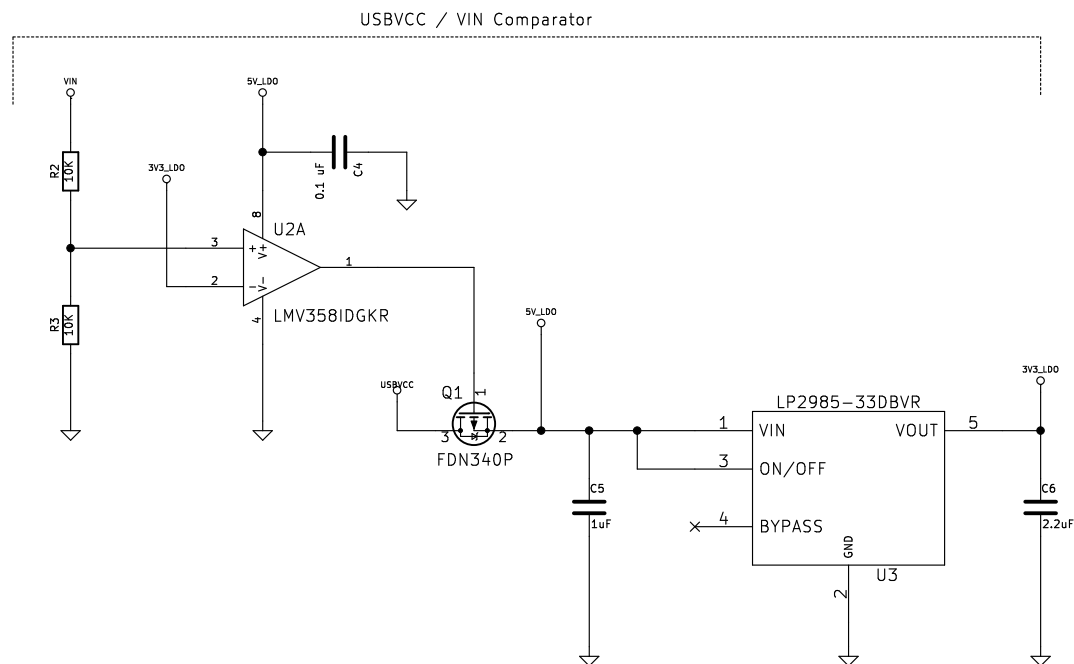 USBVCC / VIN Comparator
VIN
5V_LDO
R2
10K
3V3_LDO
0.1 uF
C4
8
U2A
3
+
V+
1
2
−
V−
4
LMV358IDGKR
R3
10K
5V_LDO
USBVCC
Q1
1
3
2
FDN340P
3V3_LDO
LP2985-33DBVR
1
VIN
VOUT
5
3
ON/OFF
C5
1uF
C6
2.2uF
4
BYPASS
GND
U3
2